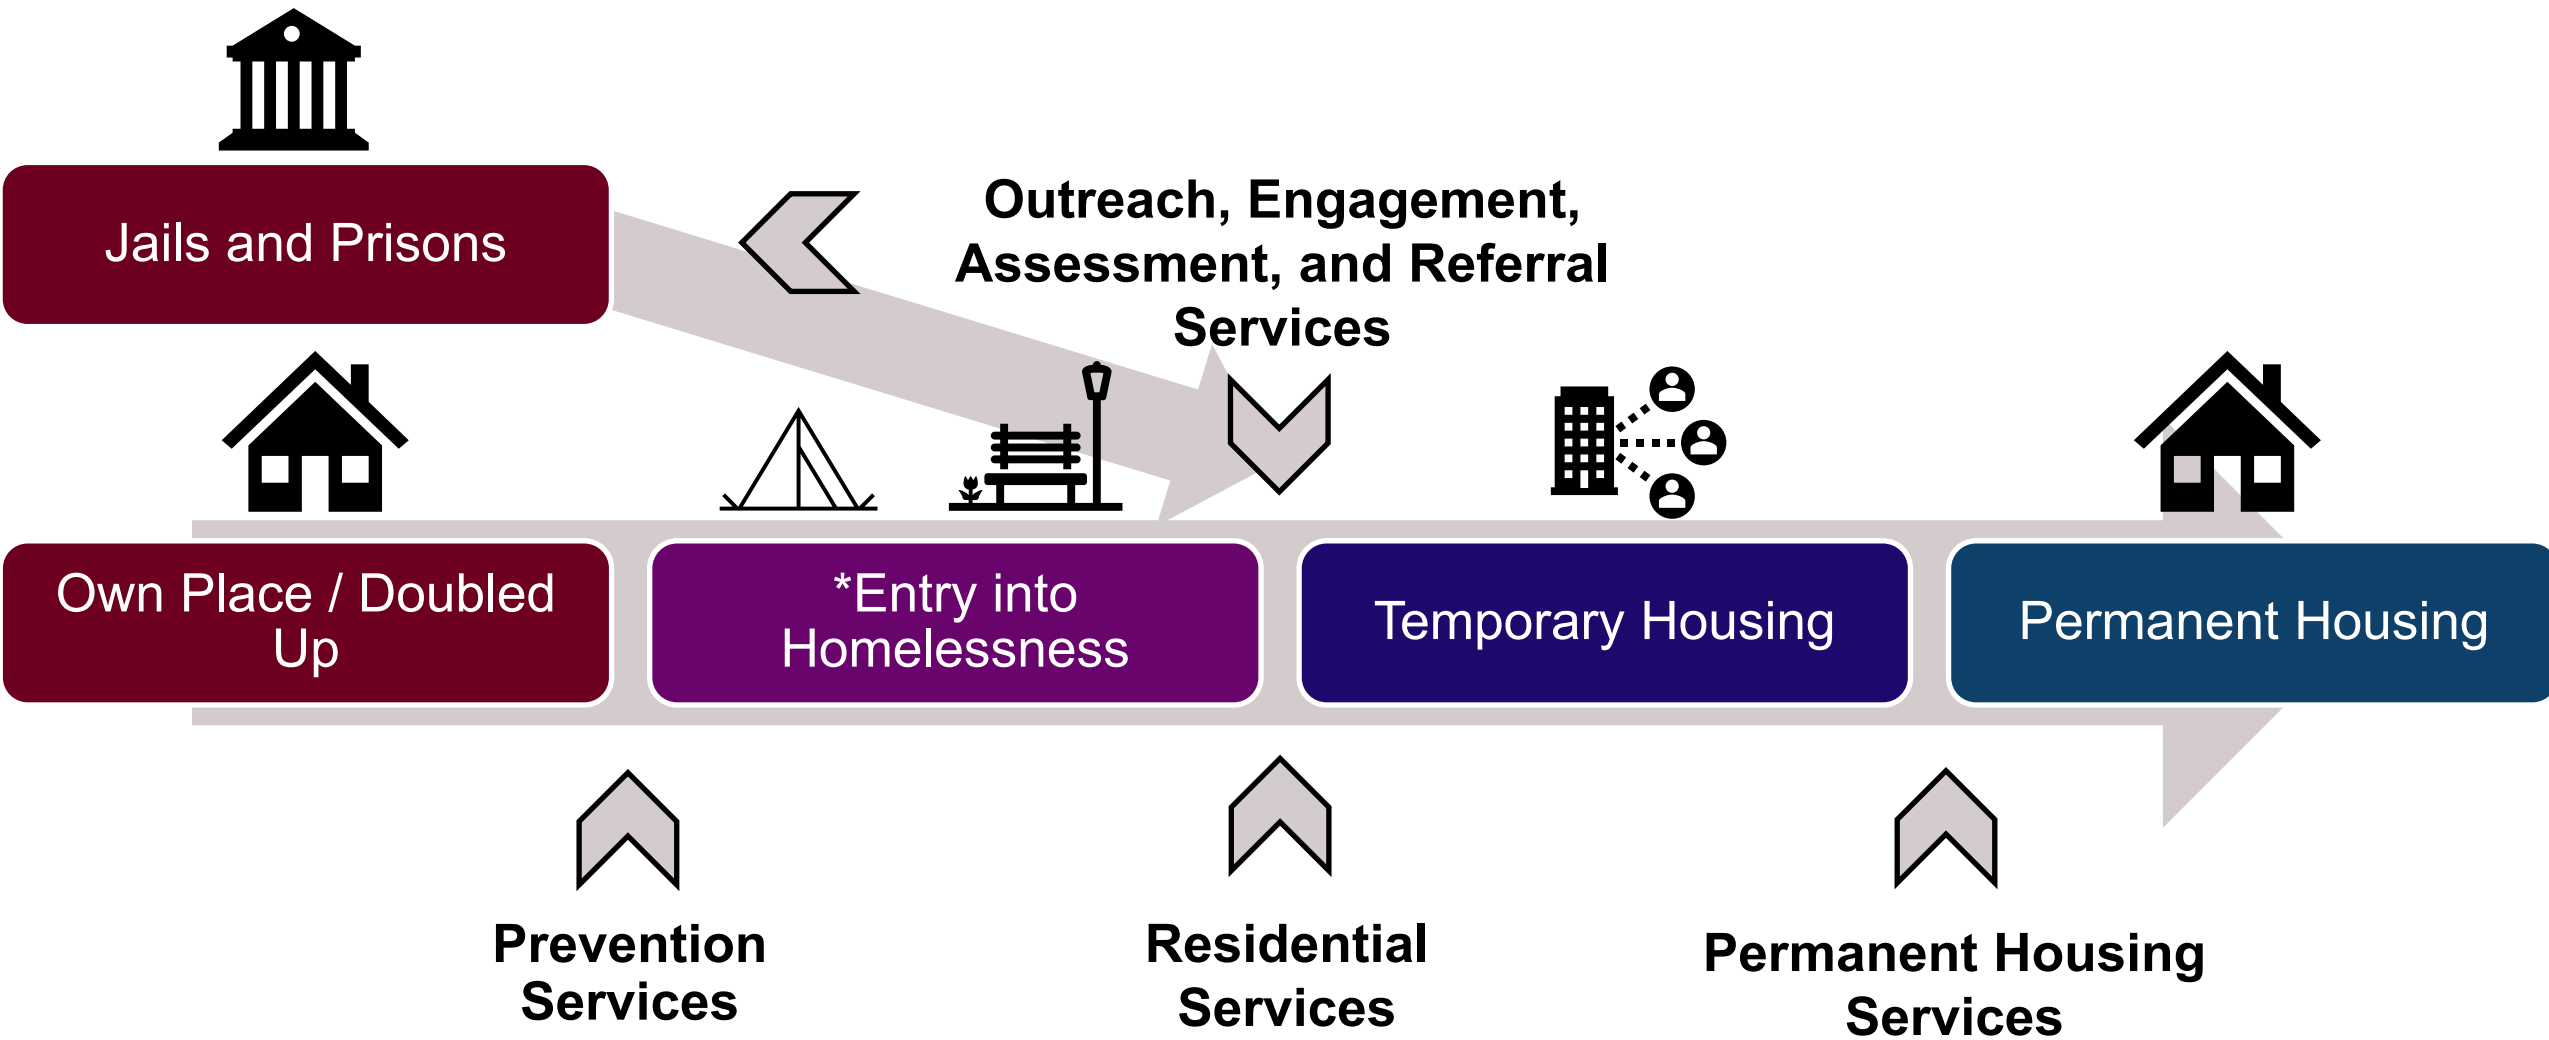 Jails and Prisons
Outreach, Engagement,
Assessment, and Referral
Services
Own Place / Doubled
Up
*Entry into
Homelessness
Temporary Housing
Permanent Housing
Prevention
Services
Residential
Services
Permanent Housing
Services